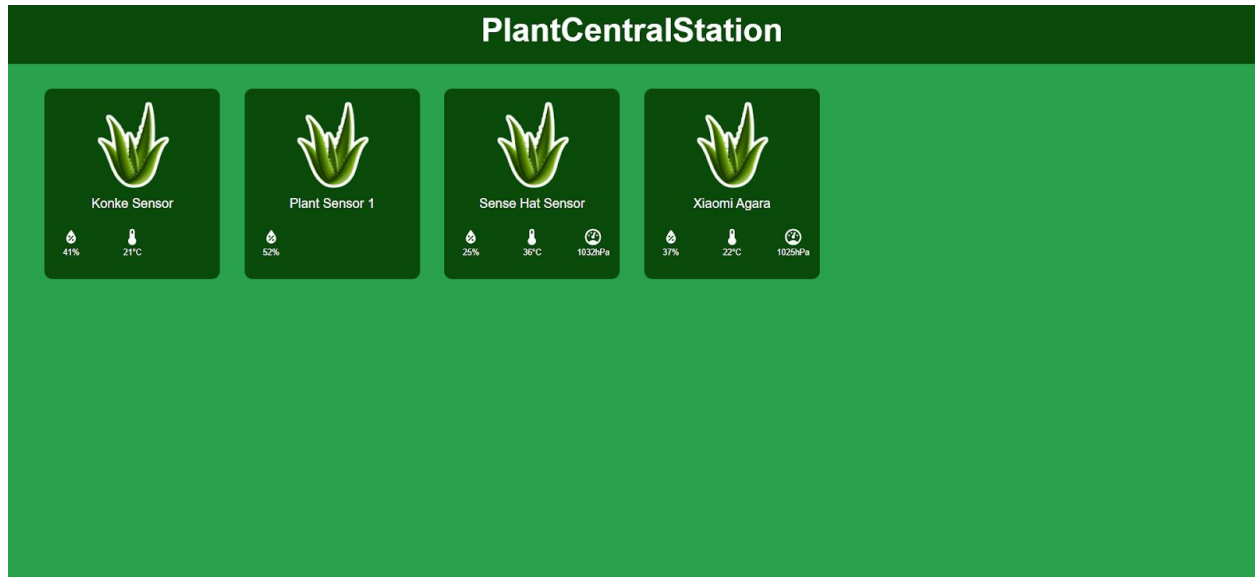 PlantCentralStation
Konke Sensor
41% 21°C
Plant Sensor 1
52%
Sense Hat Sensor
25% 36°C 1032hPa
Xiaomi Agara
37% 22°C 1025hPa